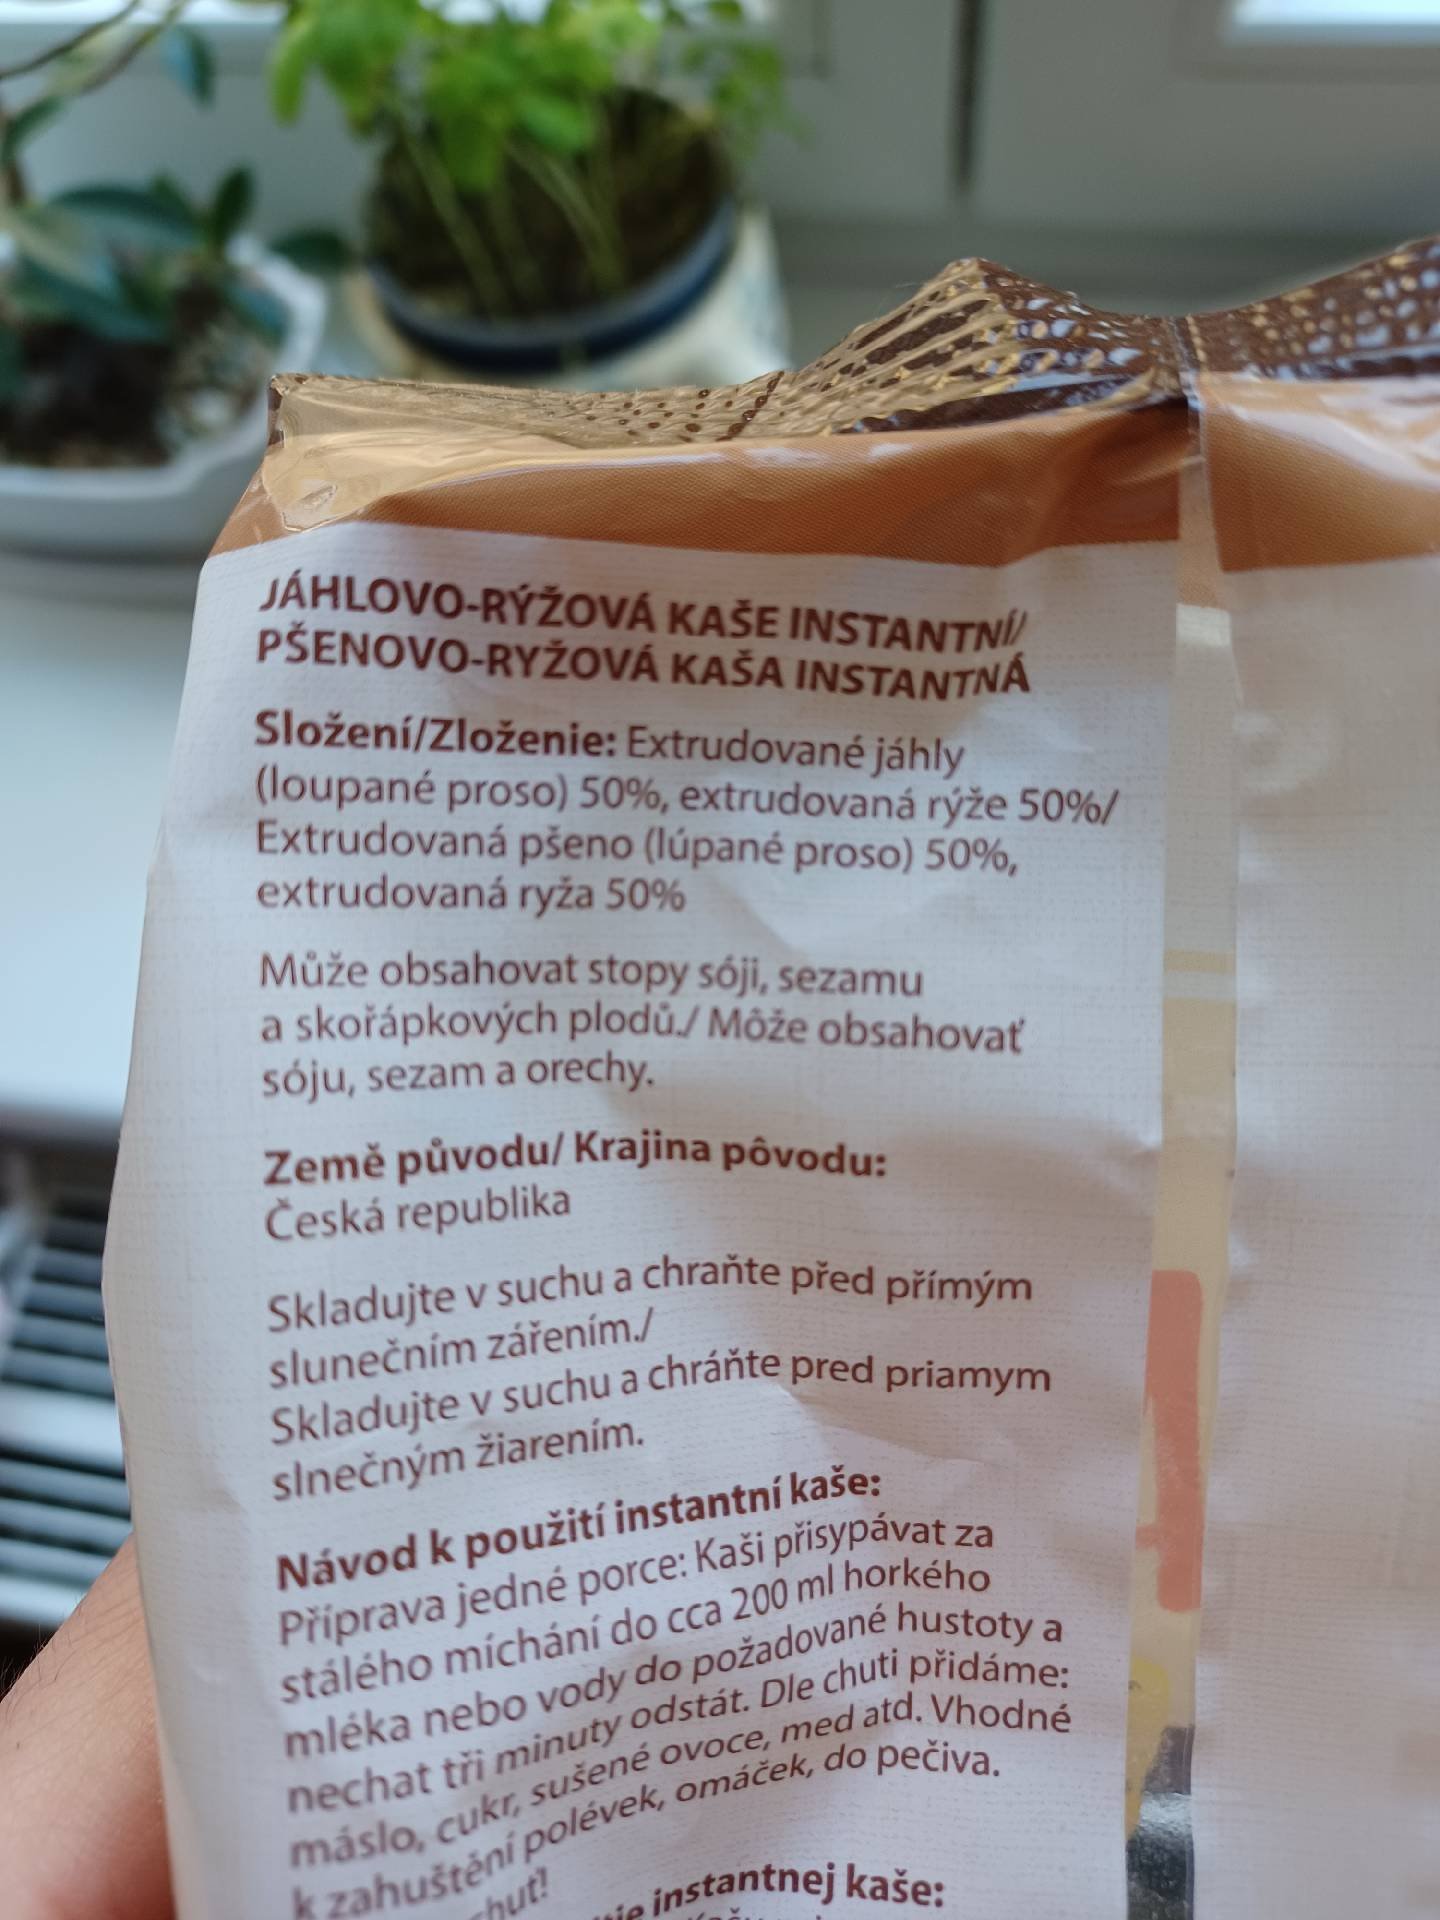 JÁHLOVO-RÝŽOVÁ KAŠE INSTANTNÍ/
PŠENOVO-RYŽOVÁ KAŠA INSTANTNÁ
Složení/Zloženie: Extrudované jáhly
(loupané proso) 50%, extrudovaná rýže 50%/
Extrudovaná pšeno (lúpané proso) 50%,
extrudovaná ryža 50%
Může obsahovat stopy sóji, sezamu
a skořápkových plodů./ Môže obsahovať
sóju, sezam a orechy.
Země původu/ Krajina pôvodu:
Česká republika
Skladujte v suchu a chraňte před přímým
slunečním zářením./
Skladujte v suchu a chráňte pred priamym
slnečným žiarením.
Návod k použití instantní kaše:
Příprava jedné porce: Kaši přisypávat za
stálého míchání do cca 200 ml horkého
mléka nebo vody do požadované hustoty a
nechat tři minuty odstát. Dle chuti přidáme:
máslo, cukr, sušené ovoce, med atd. Vhodné
k zahuštění polévek, omáček, do pečiva.
instantnej kaše: